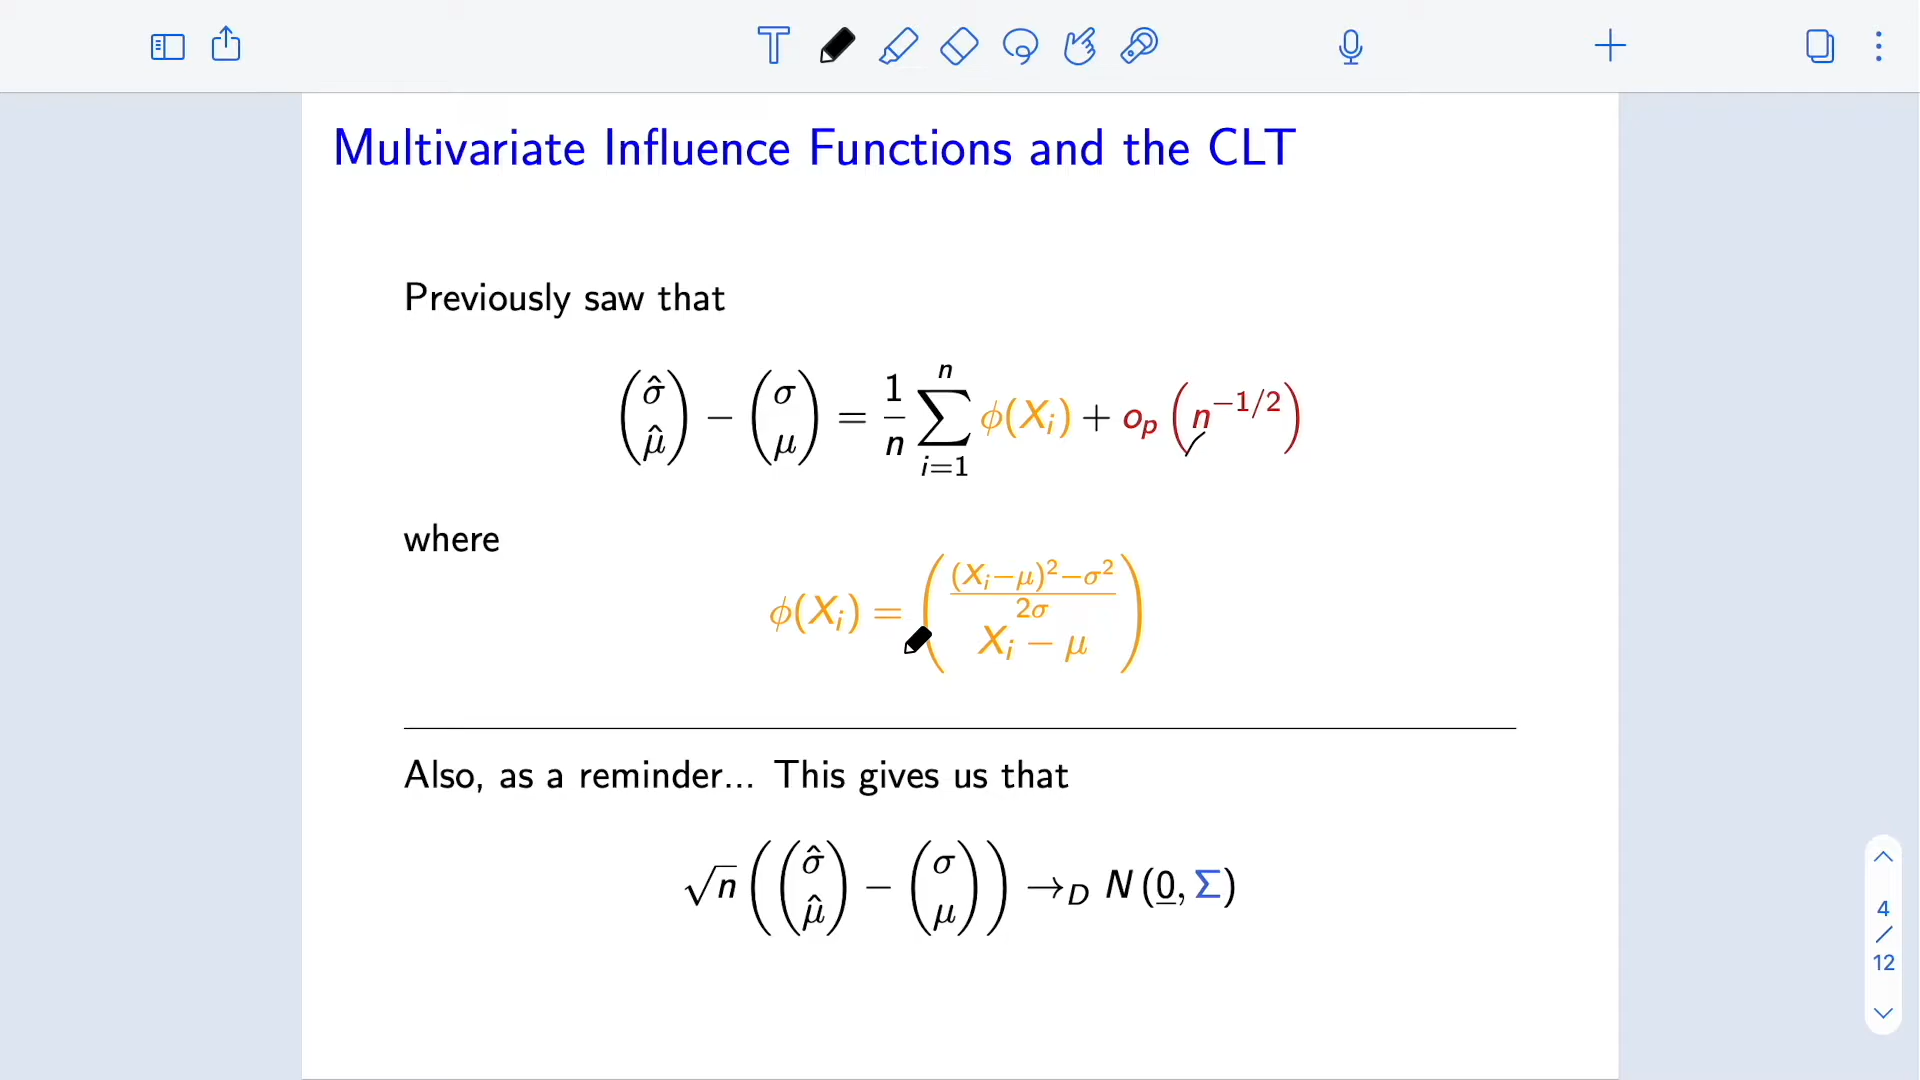 Multivariate Influence Functions and the CLT
Previously saw that
(σ̂ μ̂) − (σ μ) = 1/n ∑_{i=1}^{n} ϕ(X_i) + o_p (n^{−1/2})
where
ϕ(X_i) = ( ((X_i−μ)²−σ²)/(2σ) X_i − μ )
Also, as a reminder... This gives us that
√n ( (σ̂ μ̂) − (σ μ) ) →_D N (0, Σ)
4
/
12